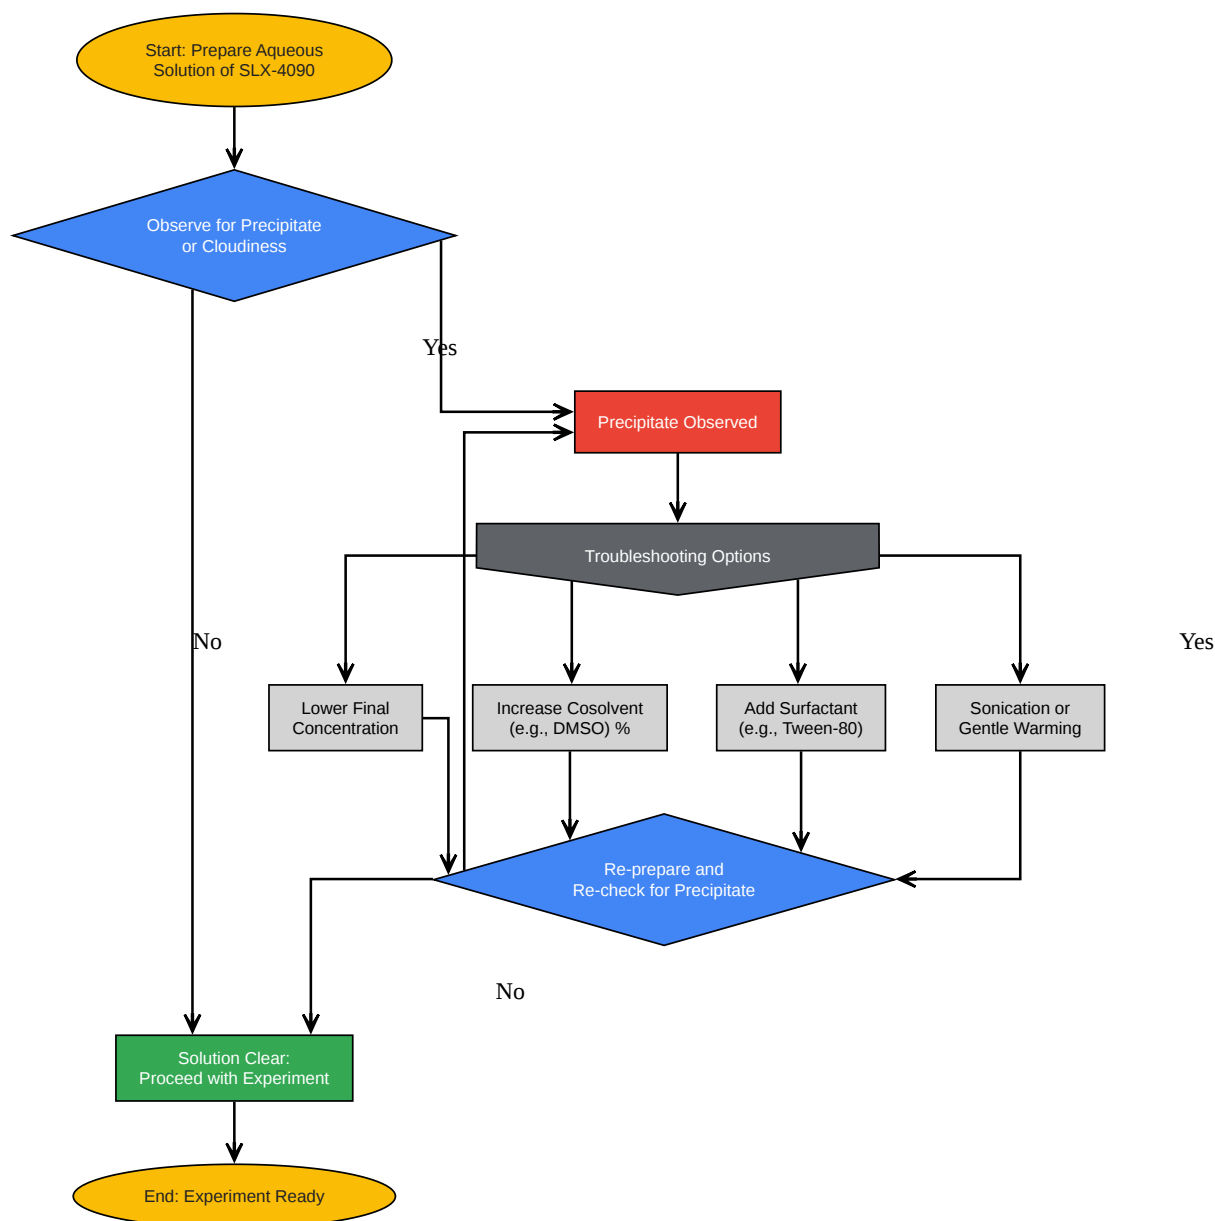 Start: Prepare Aqueous
Solution of SLX-4090
Observe for Precipitate
or Cloudiness
Yes
Precipitate Observed
Troubleshooting Options
No
Yes
Lower Final
Concentration
Increase Cosolvent
(e.g., DMSO) %
Add Surfactant
(e.g., Tween-80)
Sonication or
Gentle Warming
Re-prepare and
Re-check for Precipitate
No
Solution Clear:
Proceed with Experiment
End: Experiment Ready